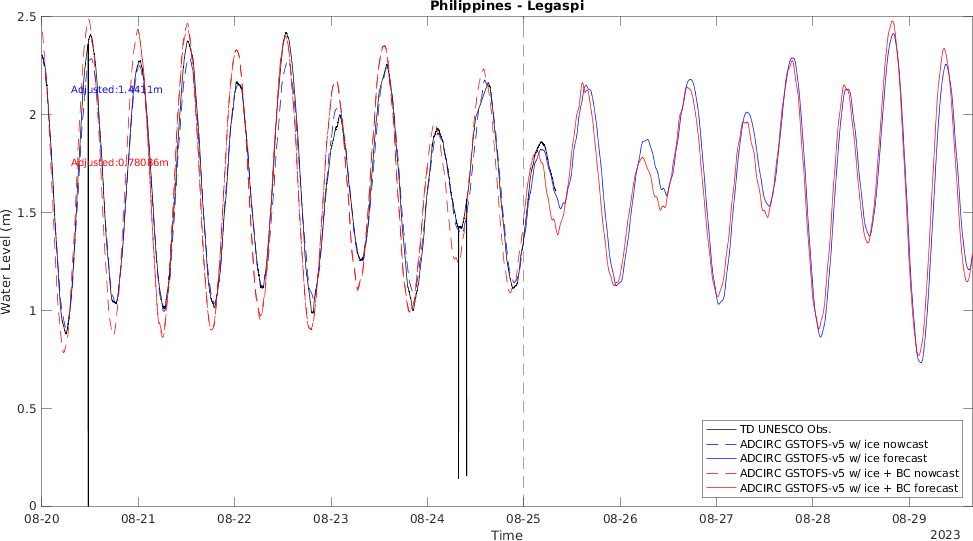 Philippines - Legaspi
2.5
2
1.5
1
0.5
0
Water Level (m)
Adjusted:1.4411m
Adjusted:0.78086m
TD UNESCO Obs.
ADCIRC GSTOFS-v5 w/ ice nowcast
ADCIRC GSTOFS-v5 w/ ice forecast
ADCIRC GSTOFS-v5 w/ ice + BC nowcast
ADCIRC GSTOFS-v5 w/ ice + BC forecast
08-20 08-21 08-22 08-23 08-24 08-25 08-26 08-27 08-28 08-29
Time
2023